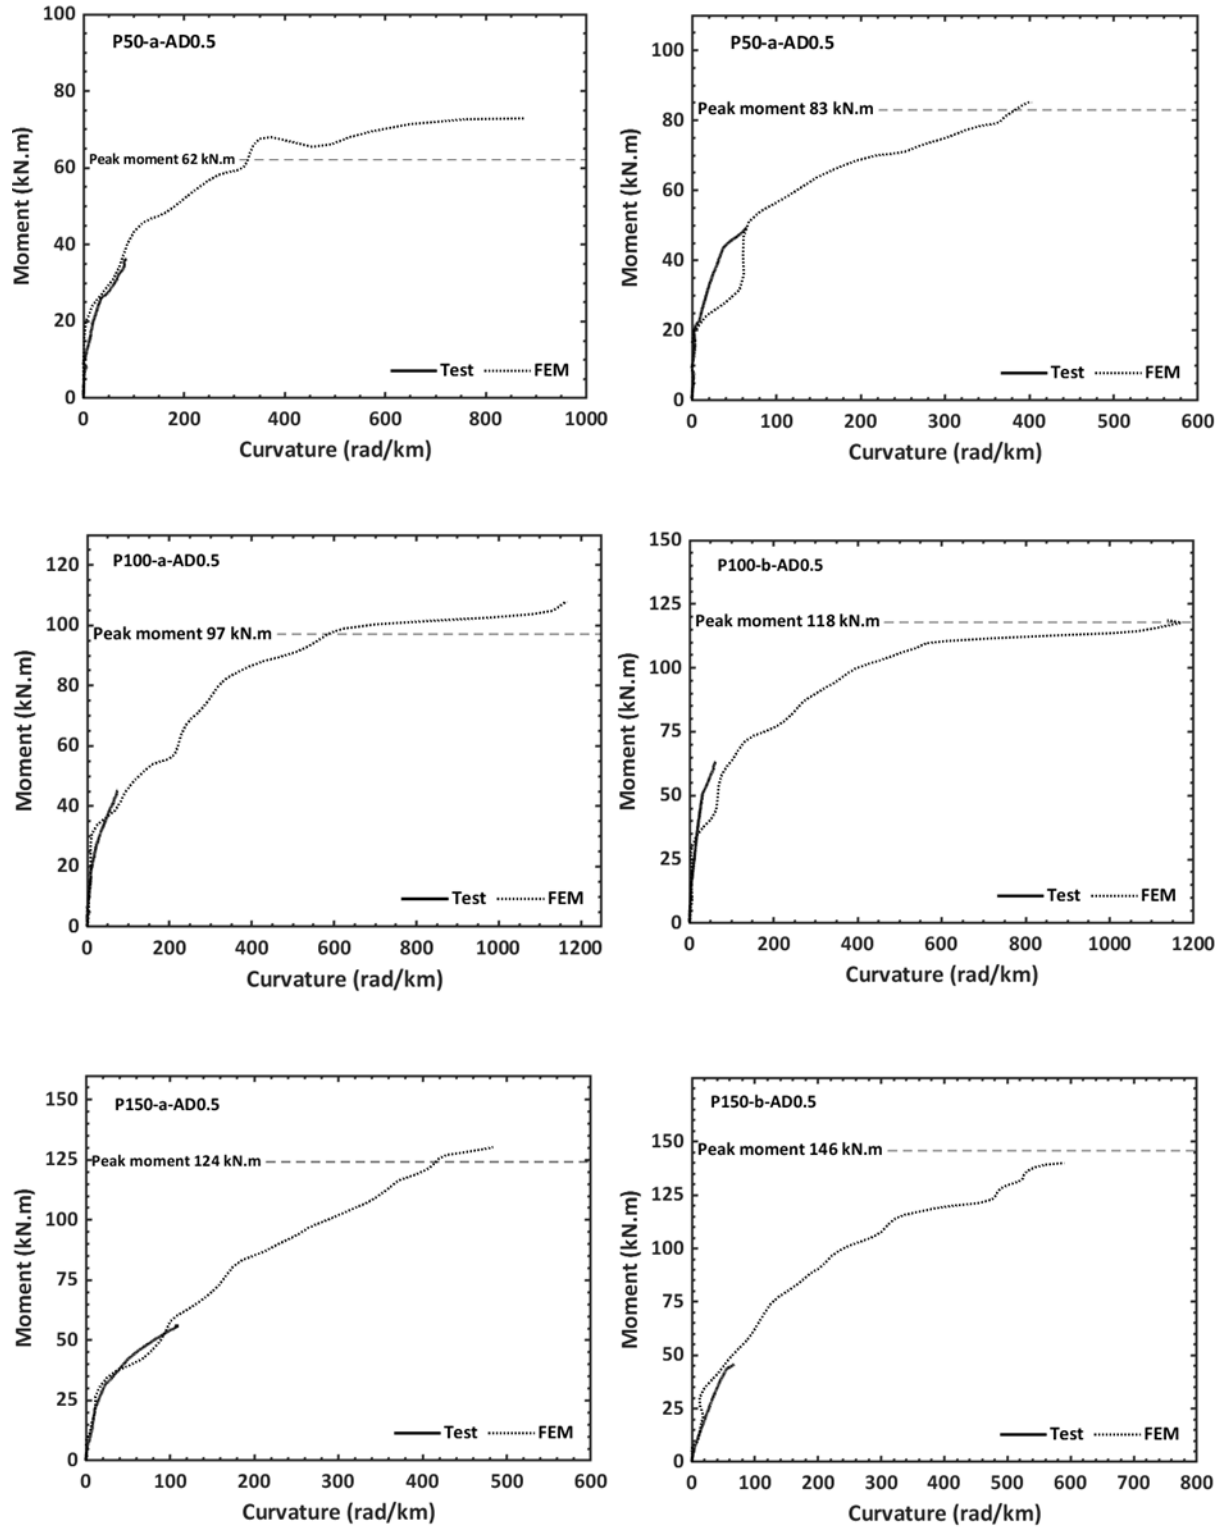 100
P50-a-AD0.5
80
Peak moment 62 kN.m
60
40
20
0
Moment (kN.m)
Test
FEM
0 200 400 600 800 1000
Curvature (rad/km)
P50-a-AD0.5
100
Peak moment 83 kN.m
80
60
40
20
0
Moment (kN.m)
Test
FEM
0 100 200 300 400 500 600
Curvature (rad/km)
P100-a-AD0.5
120
100
Peak moment 97 kN.m
80
60
40
20
0
Moment (kN.m)
Test
FEM
0 200 400 600 800 1000 1200
Curvature (rad/km)
150
P100-b-AD0.5
125
Peak moment 118 kN.m
100
75
50
25
0
Moment (kN.m)
Test
FEM
0 200 400 600 800 1000 1200
Curvature (rad/km)
P150-a-AD0.5
150
125
Peak moment 124 kN.m
100
75
50
25
0
Moment (kN.m)
Test
FEM
0 100 200 300 400 500 600
Curvature (rad/km)
P150-b-AD0.5
150
Peak moment 146 kN.m
125
100
75
50
25
0
Moment (kN.m)
Test
FEM
0 100 200 300 400 500 600 700 800
Curvature (rad/km)